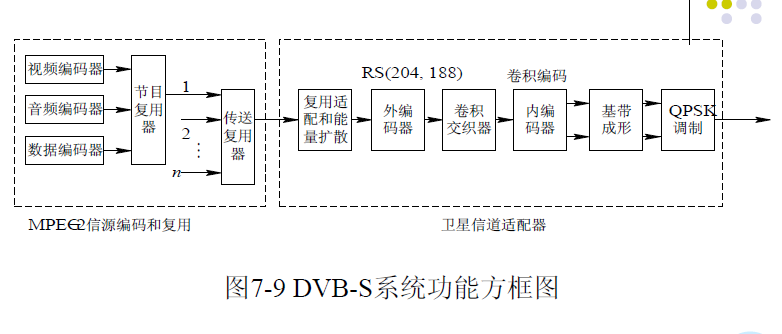 视频编码器
音频编码器
数据编码器
节目
复用
器
1
2
⋮
n
传送
复用
器
MPEG-2信源编码和复用
RS(204, 188)
卷积编码
复用适
配和能
量扩散
外编
码器
卷积
交织器
内编
码器
基带
成形
QPSK
调制
卫星信道适配器
图7-9 DVB-S系统功能方框图